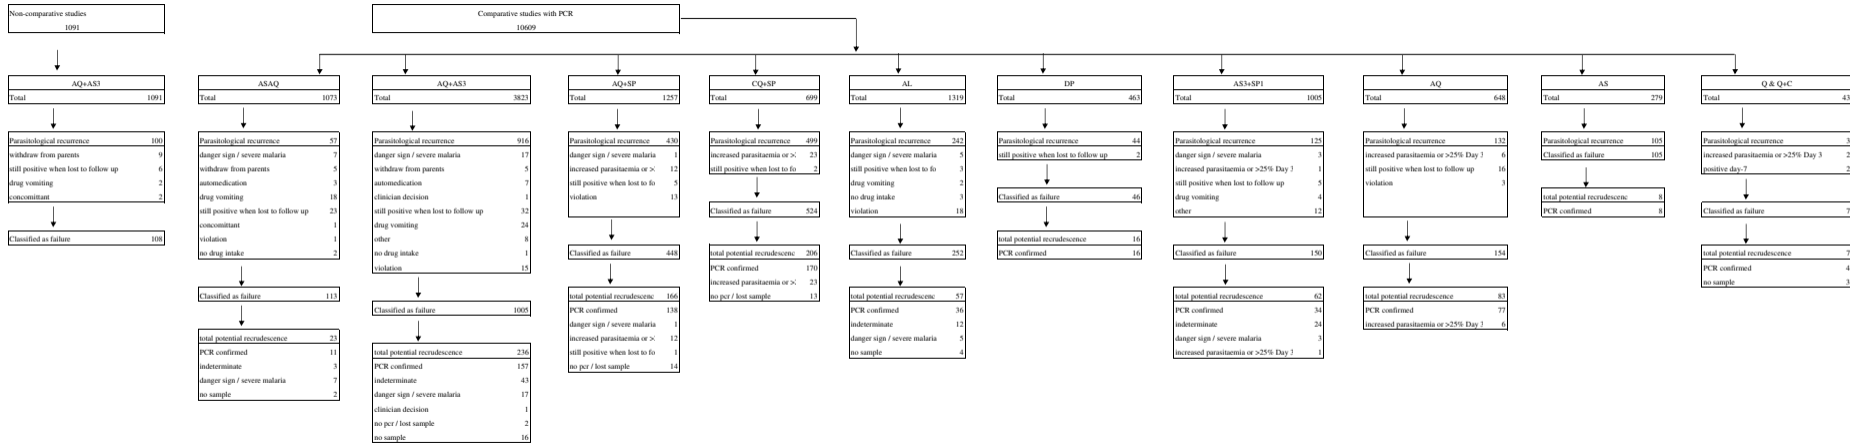 Non-comparative studies
1091
Comparative studies with PCR
10609
AQ+AS3
Total 1091
Parasitological recurrence 100
withdraw from parents 9
still positive when lost to follow up 6
drug vomiting 2
concomittant 2
Classified as failure 108
ASAQ
Total 1073
Parasitological recurrence 57
danger sign / severe malaria 7
withdraw from parents 5
automedication 3
drug vomiting 18
still positive when lost to follow up 23
concomittant 1
violation 1
no drug intake 2
Classified as failure 113
total potential recrudescence 23
PCR confirmed 11
indeterminate 3
danger sign / severe malaria 7
no sample 2
AQ+AS3
Total 3823
Parasitological recurrence 916
danger sign / severe malaria 17
withdraw from parents 5
automedication 7
clinician decision 1
still positive when lost to follow up 32
drug vomiting 24
other 8
no drug intake 1
violation 15
Classified as failure 1005
total potential recrudescence 236
PCR confirmed 157
indeterminate 43
danger sign / severe malaria 17
clinician decision 1
no pcr / lost sample 2
no sample 16
AQ+SP
Total 1257
Parasitological recurrence 430
danger sign / severe malaria 1
increased parasitaemia or > 12
still positive when lost to fo 5
violation 13
Classified as failure 448
total potential recrudescenc 166
PCR confirmed 138
danger sign / severe malaria 1
increased parasitaemia or > 12
still positive when lost to fo 1
no pcr / lost sample 14
CQ+SP
Total 699
Parasitological recurrence 499
increased parasitaemia or > 23
still positive when lost to fo 2
Classified as failure 524
total potential recrudescenc 206
PCR confirmed 170
increased parasitaemia or > 23
no pcr / lost sample 13
AL
Total 1319
Parasitological recurrence 242
danger sign / severe malaria 5
still positive when lost to fo 3
drug vomiting 2
no drug intake 3
violation 18
Classified as failure 252
total potential recrudescenc 57
PCR confirmed 36
indeterminate 12
danger sign / severe malaria 5
no sample 4
DP
Total 463
Parasitological recurrence 44
still positive when lost to follow up 2
Classified as failure 46
total potential recrudescence 16
PCR confirmed 16
AS3+SP1
Total 1005
Parasitological recurrence 125
danger sign / severe malaria 3
increased parasitaemia or >25% Day 3 1
still positive when lost to follow up 5
drug vomiting 4
other 12
Classified as failure 150
total potential recrudescence 62
PCR confirmed 34
indeterminate 24
danger sign / severe malaria 3
increased parasitaemia or >25% Day 3 1
AQ
Total 648
Parasitological recurrence 132
increased parasitaemia or >25% Day 3 6
still positive when lost to follow up 16
violation 3
Classified as failure 154
total potential recrudescence 83
PCR confirmed 77
increased parasitaemia or >25% Day 3 6
AS
Total 279
Parasitological recurrence 105
Classified as failure 105
total potential recrudescenc 8
PCR confirmed 8
Q & Q+C
Total 43
Parasitological recurrence 3
increased parasitaemia or >25% Day 3 2
positive day-7 2
Classified as failure 7
total potential recrudescence 7
PCR confirmed 4
no sample 3